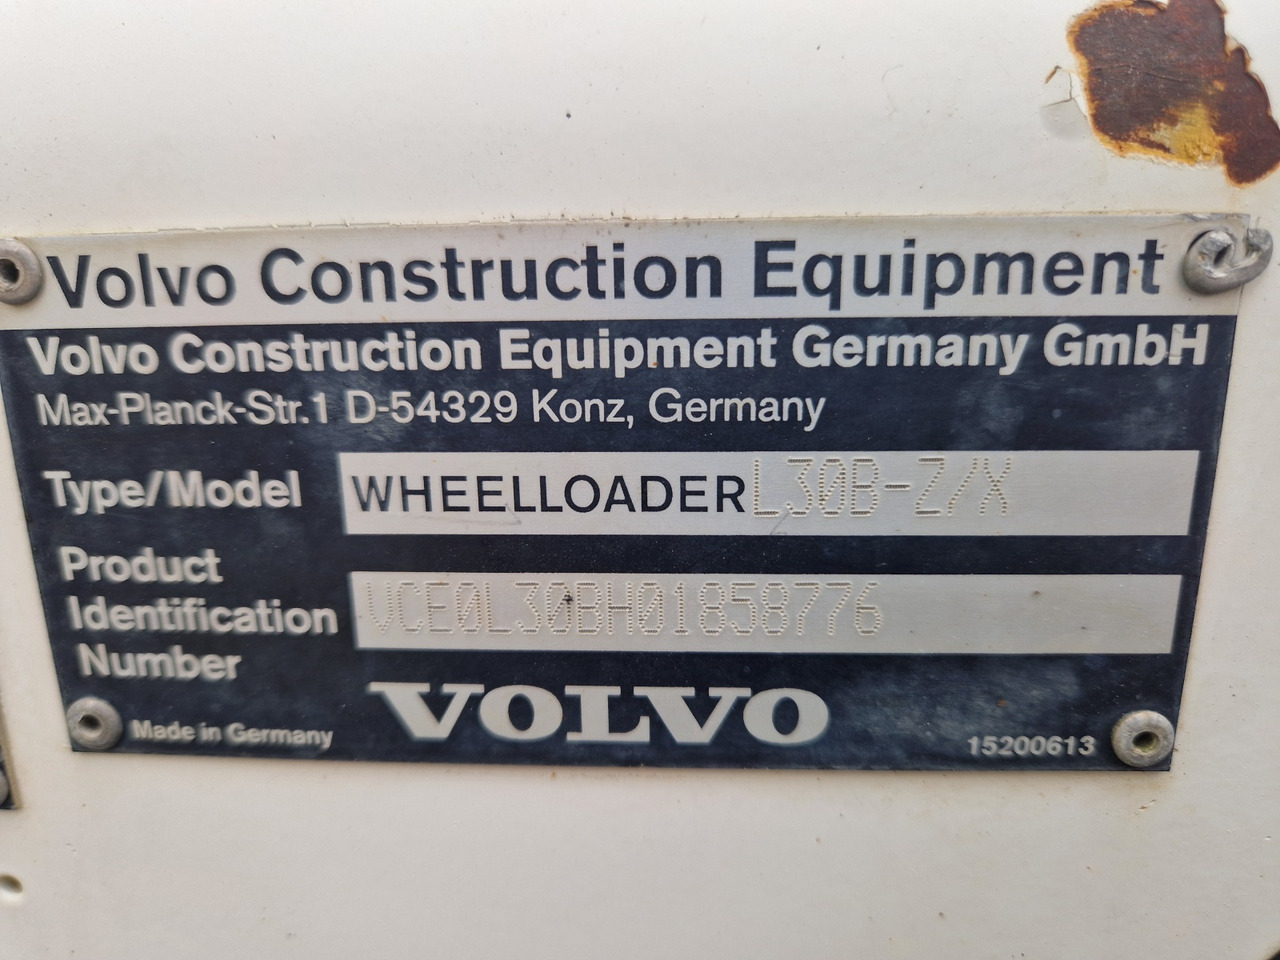 Volvo Construction Equipment
Volvo Construction Equipment Germany GmbH
Max-Planck-Str.1 D-54329 Konz, Germany
Type/Model WHEELLOADER L30B-Z/X
Product
Identification VCE0L30BH01858776
Number
VOLVO
Made in Germany
15200613